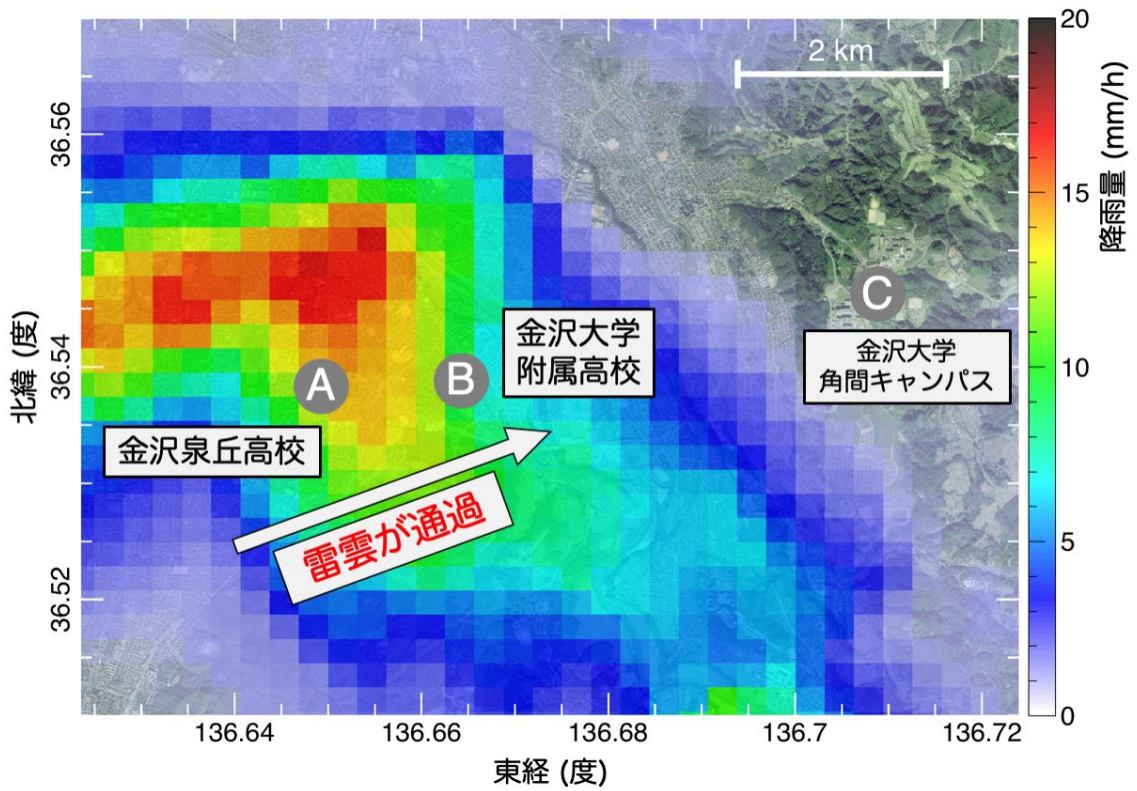 2 km
20
15
10
5
0
降雨量 (mm/h)
36.56
36.54
36.52
北緯 (度)
A
B
C
金沢大学
附属高校
金沢大学
角間キャンパス
金沢泉丘高校
雷雲が通過
136.64
136.66
136.68
136.7
136.72
東経 (度)